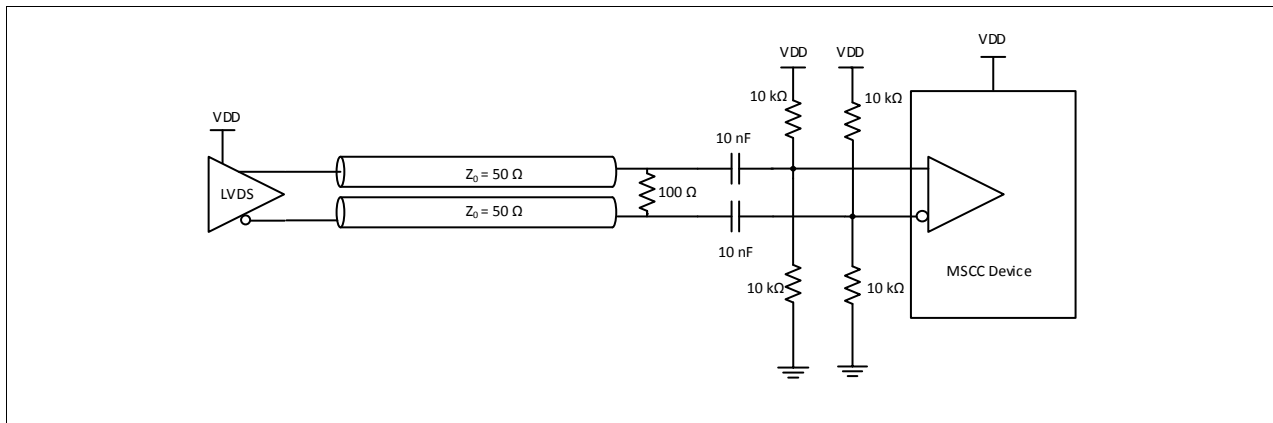 VDD
VDD
VDD
VDD
10 kΩ
10 kΩ
10 nF
LVDS
Z0 = 50 Ω
100 Ω
Z0 = 50 Ω
10 nF
MSCC Device
10 kΩ
10 kΩ